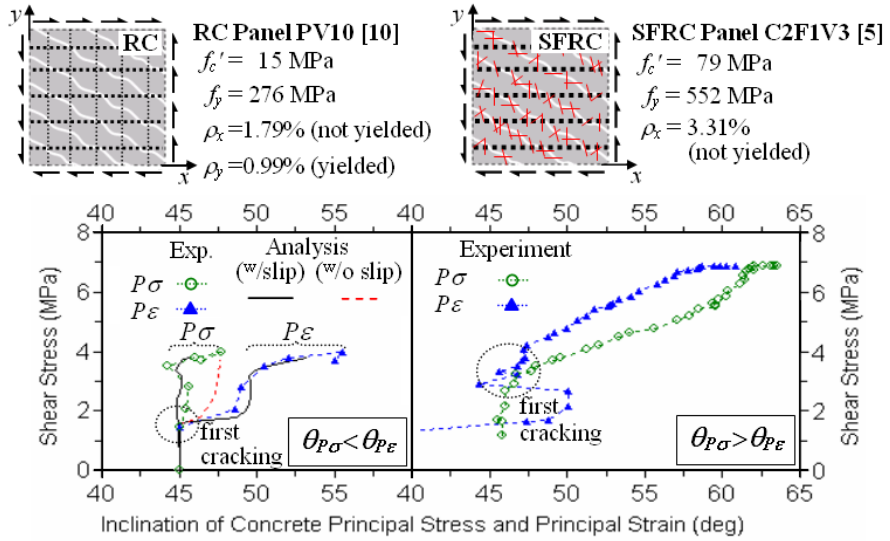 y
RC
x
RC Panel PV10 [10]
fc′ = 15 MPa
fy = 276 MPa
ρx = 1.79% (not yielded)
ρy = 0.99% (yielded)
y
SFRC
x
SFRC Panel C2F1V3 [5]
fc′ = 79 MPa
fy = 552 MPa
ρx = 3.31%
(not yielded)
40 45 50 55 40 45 50 55 60 65
8
6
4
2
0
Shear Stress (MPa)
Exp. Analysis
(w/slip) (w/o slip)
Pσ
Pε
Pσ Pε
first
cracking
θPσ<θPε
Experiment
Pσ
Pε
first
cracking
θPσ>θPε
8
6
4
2
0
Shear Stress (MPa)
40 45 50 55 40 45 50 55 60 65
Inclination of Concrete Principal Stress and Principal Strain (deg)